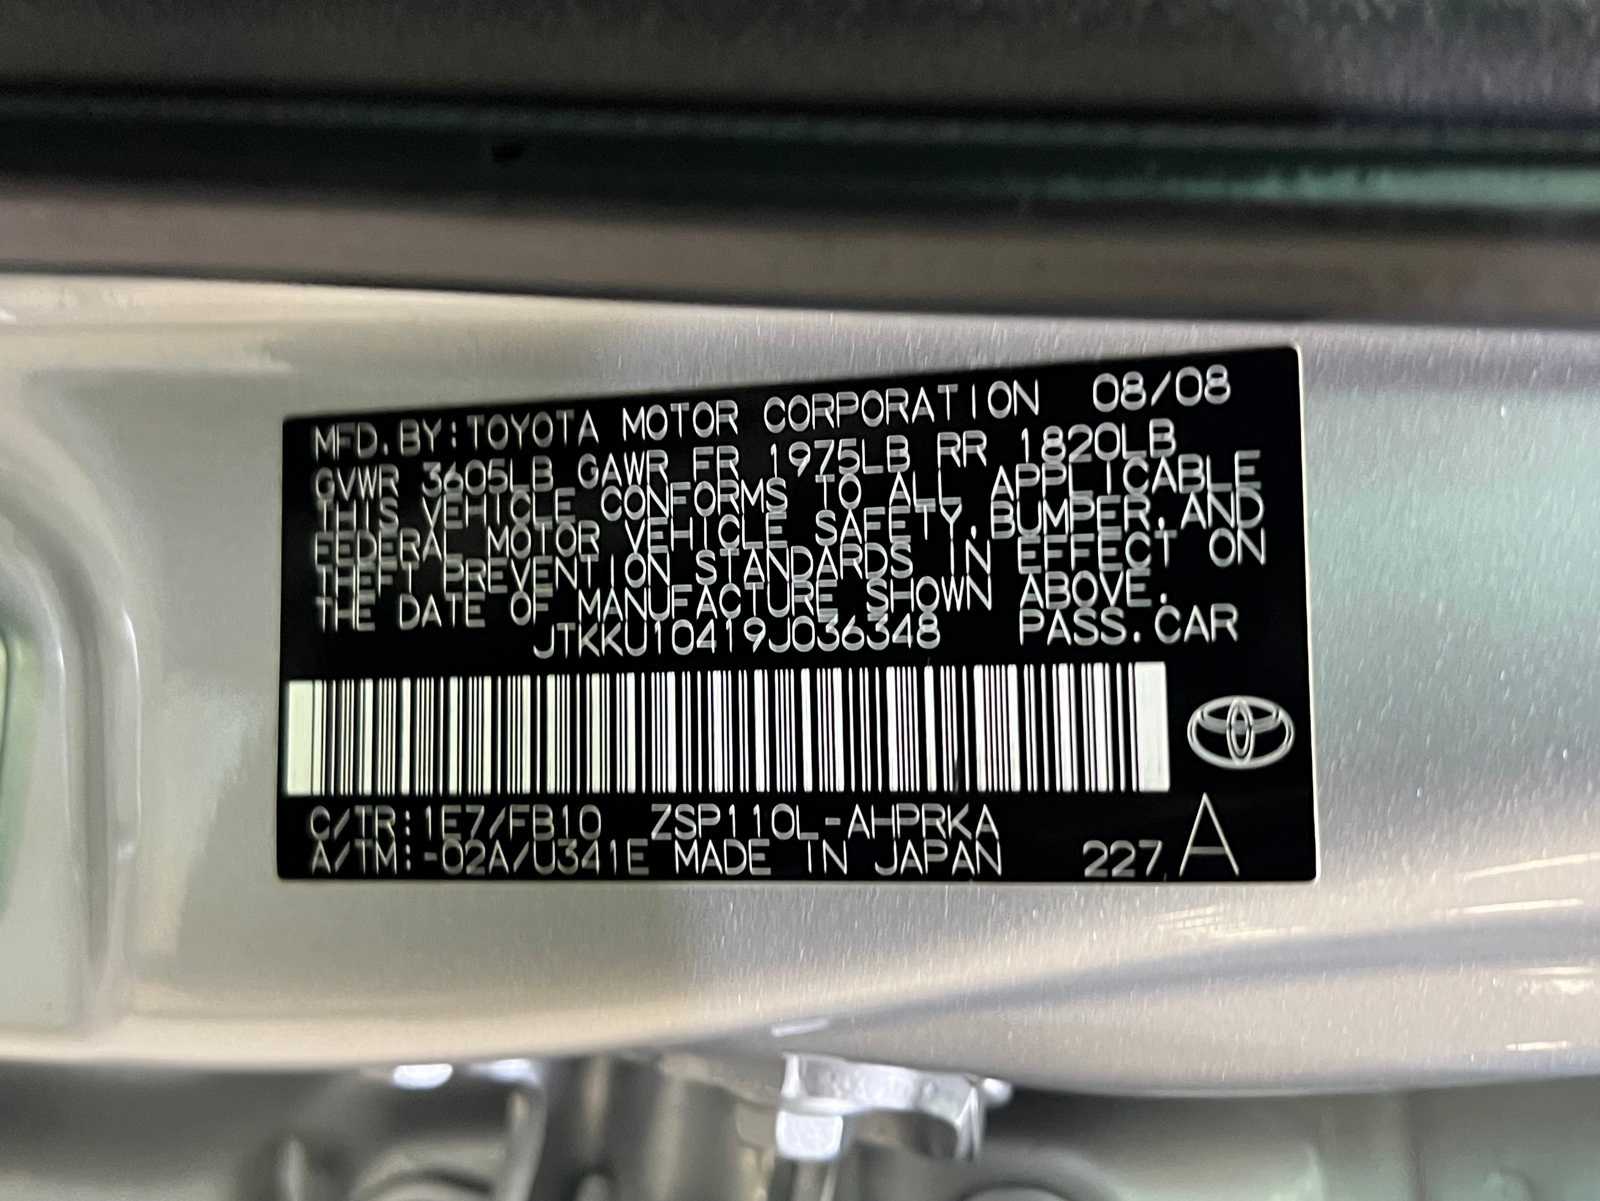 MFD.BY:TOYOTA MOTOR CORPORATION 08/08
GVWR 3605LB GAWR FR 1975LB RR 1820LB
THIS VEHICLE CONFORMS TO ALL APPLICABLE
FEDERAL MOTOR VEHICLE SAFETY,BUMPER,AND
THEFT PREVENTION STANDARDS IN EFFECT ON
THE DATE OF MANUFACTURE SHOWN ABOVE.
JTKKU10419J036348 PASS.CAR
C/TR:1E7/FB10 ZSP110L-AHPRKA
A/TM:-02A/U341E MADE IN JAPAN 227 A